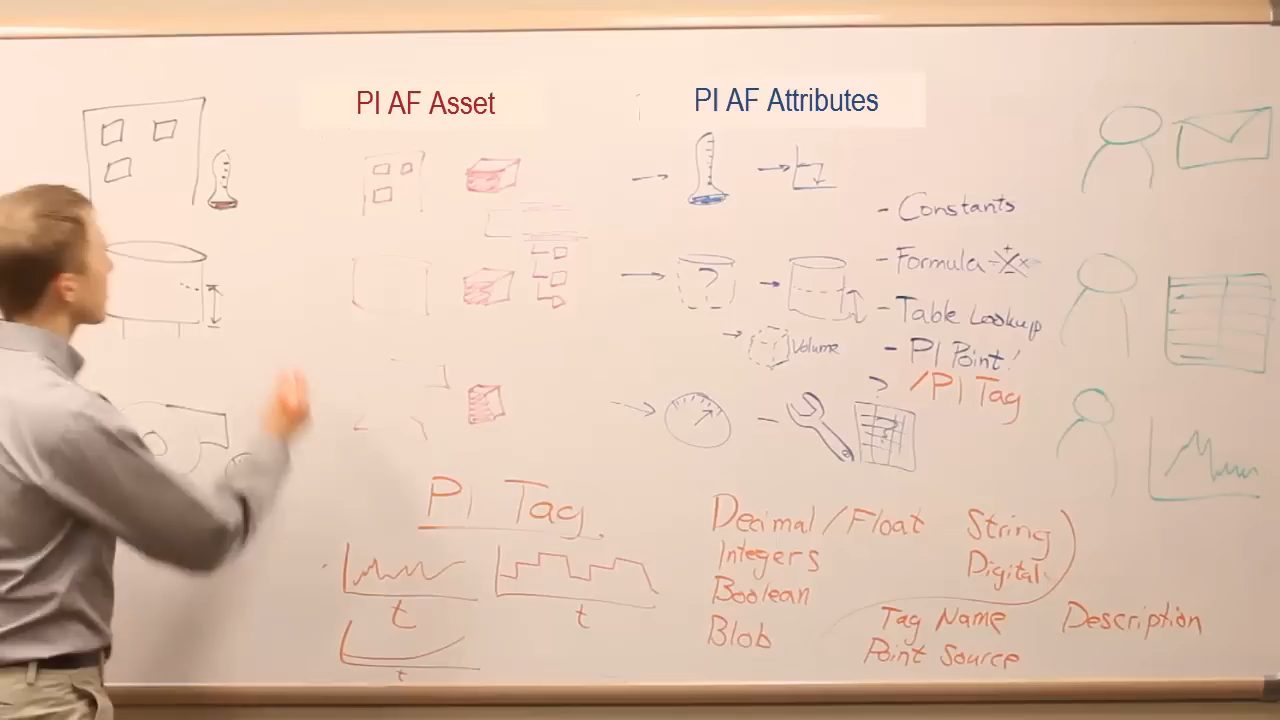 PI AF Asset
PI AF Attributes
- Constants
- Formula ÷ + x
- Table Lookup
?
Volume
- PI Point!
? /PI Tag
PI Tag
Decimal/Float String
Integers Digital
Boolean
Blob
Tag Name Description
Point Source
t
t
t